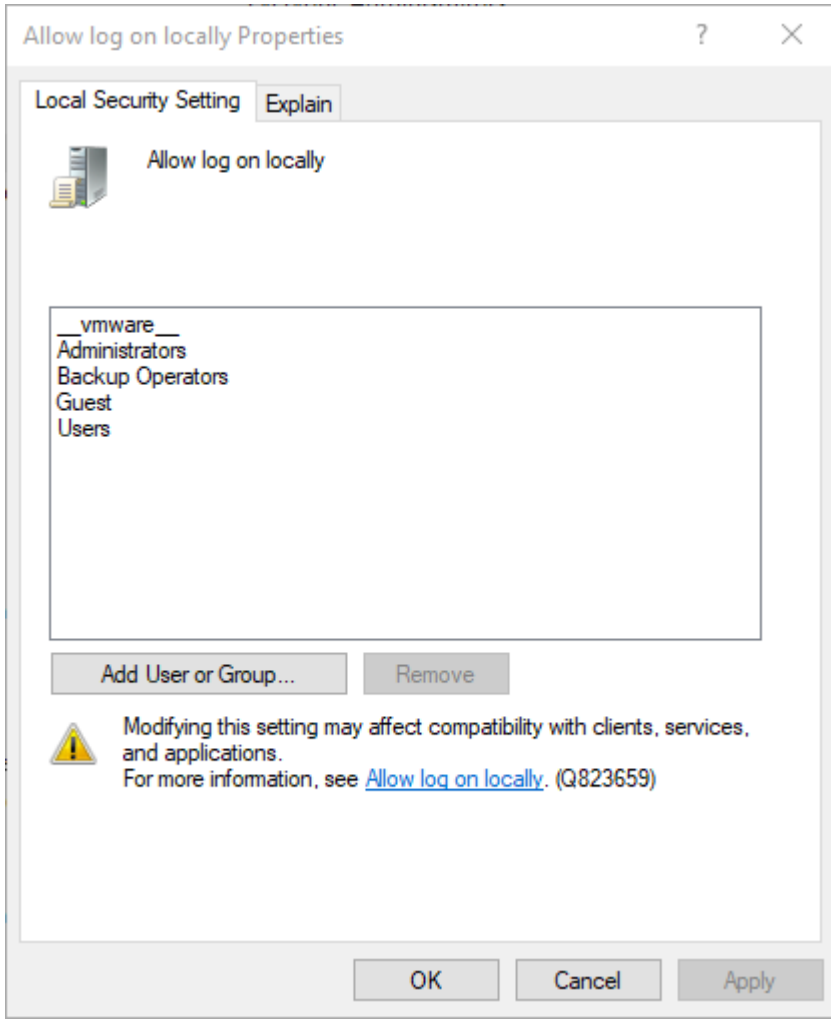 Allow log on locally Properties
Local Security Setting
Explain
Allow log on locally
__vmware__
Administrators
Backup Operators
Guest
Users
Add User or Group...
Remove
Modifying this setting may affect compatibility with clients, services,
and applications.
For more information, see Allow log on locally. (Q823659)
OK
Cancel
Apply